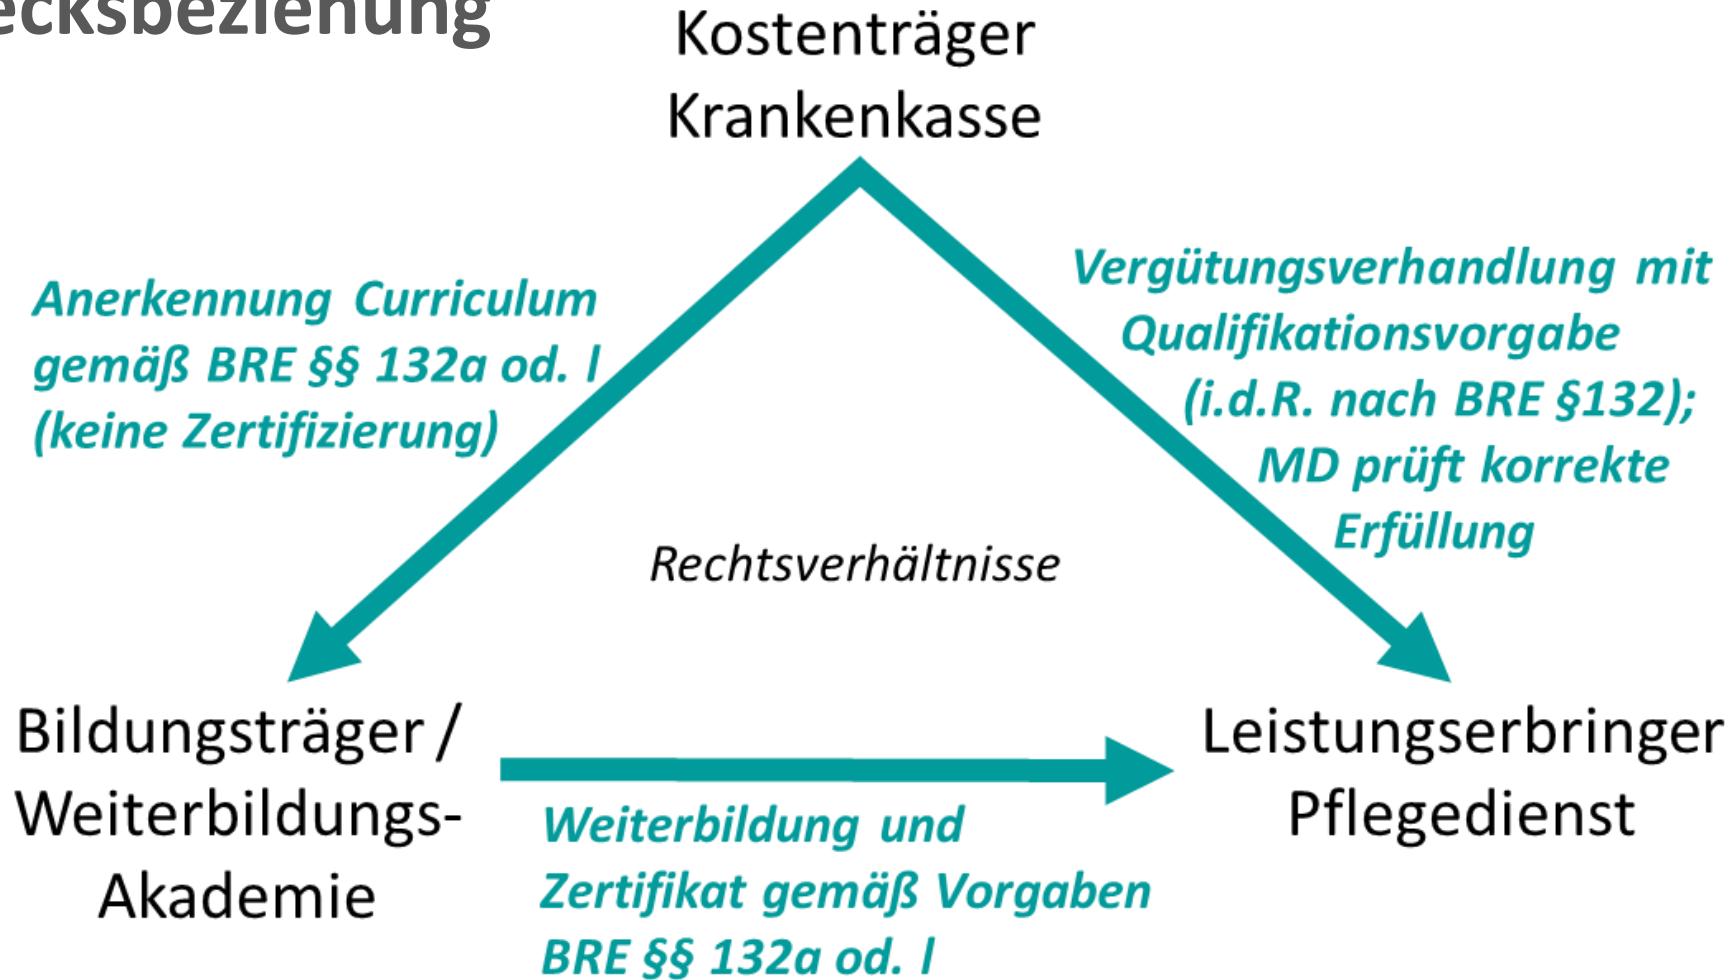 Kostenträger
Krankenkasse
Anerkennung Curriculum
gemäß BRE §§ 132a od. l
(keine Zertifizierung)
Vergütungsverhandlung mit
Qualifikationsvorgabe
(i.d.R. nach BRE §132);
MD prüft korrekte
Erfüllung
Rechtsverhältnisse
Bildungsträger /
Weiterbildungs-
Akademie
Weiterbildung und
Zertifikat gemäß Vorgaben
BRE §§ 132a od. l
Leistungserbringer
Pflegedienst